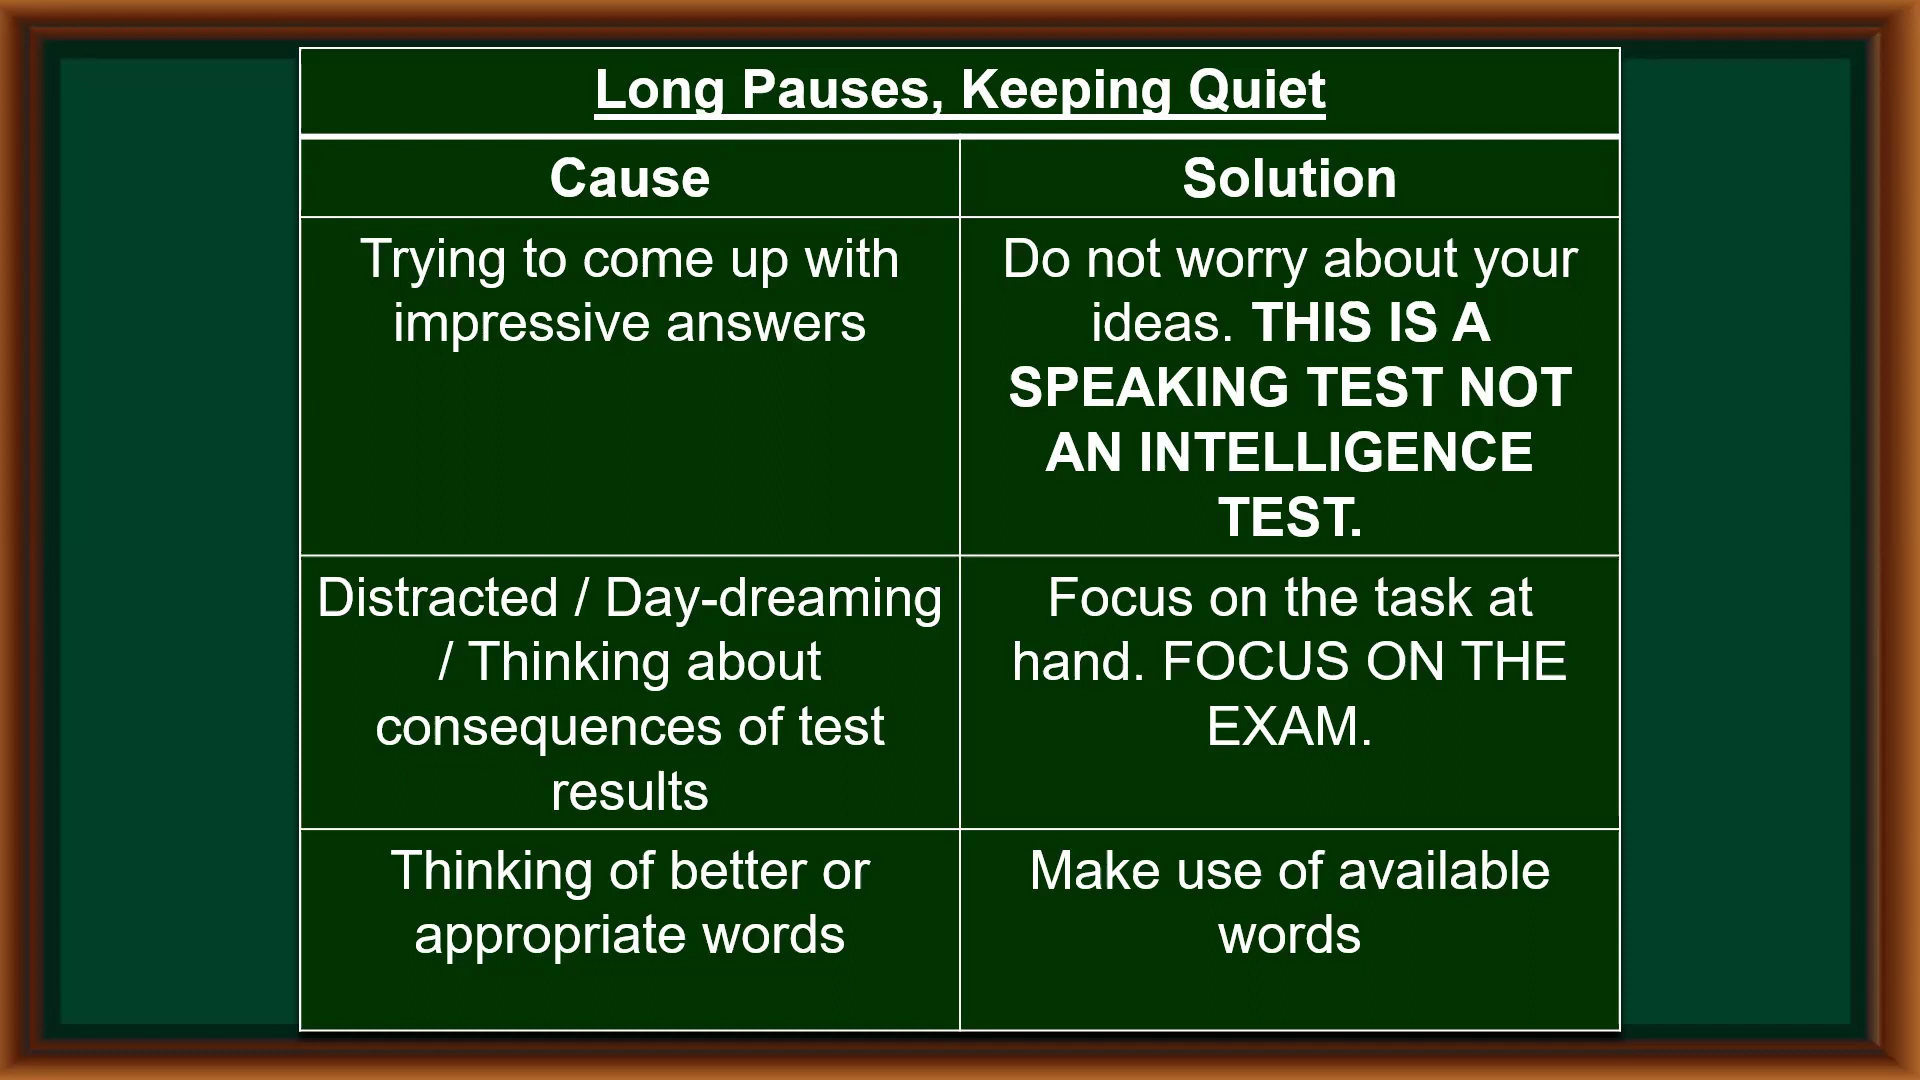 Long Pauses, Keeping Quiet
Cause
Solution
Trying to come up with
impressive answers
Do not worry about your
ideas. THIS IS A
SPEAKING TEST NOT
AN INTELLIGENCE
TEST.
Distracted / Day-dreaming
/ Thinking about
consequences of test
results
Focus on the task at
hand. FOCUS ON THE
EXAM.
Thinking of better or
appropriate words
Make use of available
words